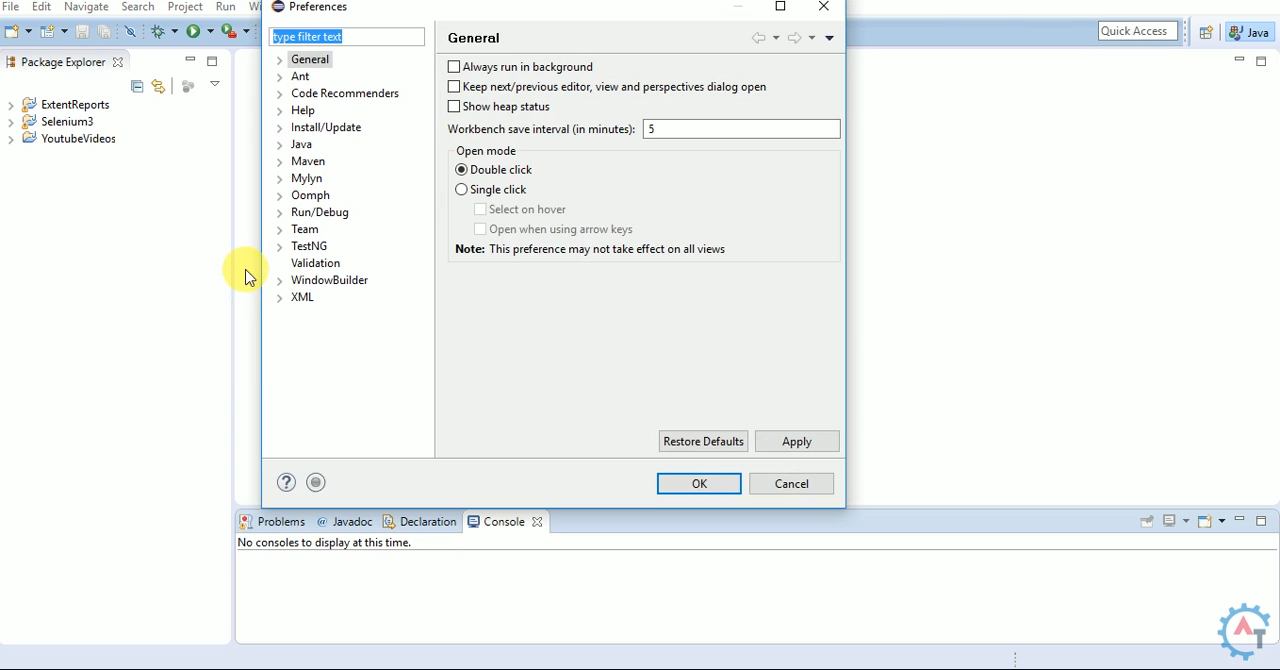 File Edit Navigate Search Project Run
Preferences
Quick Access
Java
Package Explorer
ExtentReports
Selenium3
YoutubeVideos
type filter text
General
Ant
Code Recommenders
Help
Install/Update
Java
Maven
Mylyn
Oomph
Run/Debug
Team
TestNG
Validation
WindowBuilder
XML
General
Always run in background
Keep next/previous editor, view and perspectives dialog open
Show heap status
Workbench save interval (in minutes): 5
Open mode
Double click
Single click
Select on hover
Open when using arrow keys
Note: This preference may not take effect on all views
Restore Defaults Apply
OK Cancel
Problems @ Javadoc Declaration Console
No consoles to display at this time.
AT